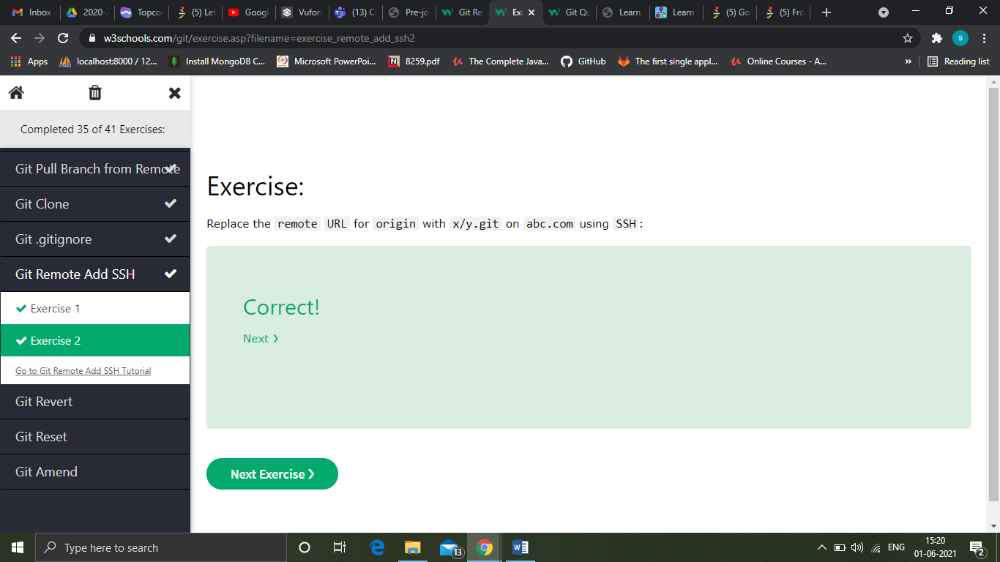 Inbox
2020-2
Topco
(5) Let
Googl
Vufori
(13) C
Pre-jo
Git Re
Exe
Git Qu
Learn
Learn
(5) Go
(5) Fro
w3schools.com/git/exercise.asp?filename=exercise_remote_add_ssh2
S
Apps
localhost:8000 / 12...
Install MongoDB C...
Microsoft PowerPoi...
8259.pdf
The Complete Java...
GitHub
The first single appl...
Online Courses - A...
»
Reading list
Completed 35 of 41 Exercises:
Git Pull Branch from Remote
Git Clone
Git .gitignore
Git Remote Add SSH
Exercise 1
Exercise 2
Go to Git Remote Add SSH Tutorial
Git Revert
Git Reset
Git Amend
Exercise:
Replace the remote URL for origin with x/y.git on abc.com using SSH:
Correct!
Next ❯
Next Exercise ❯
Type here to search
13
ENG
15:20
01-06-2021
2